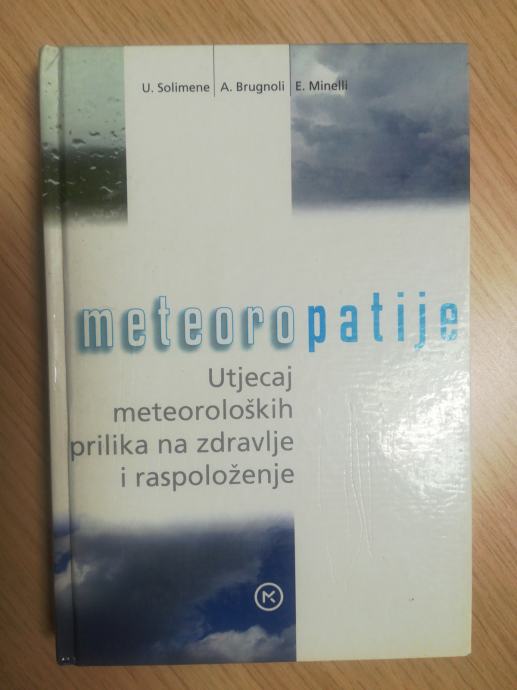 U. Solimene | A. Brugnoli | E. Minelli
meteoropatije
Utjecaj
meteoroloških
prilika na zdravlje
i raspoloženje